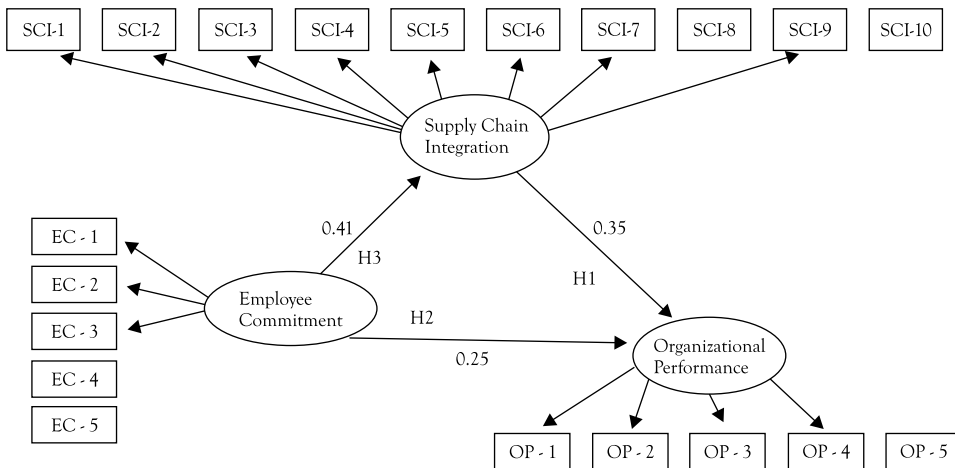 SCI-1 SCI-2 SCI-3 SCI-4 SCI-5 SCI-6 SCI-7 SCI-8 SCI-9 SCI-10
Supply Chain
Integration
0.41
0.35
H3
H1
EC - 1
EC - 2
EC - 3
EC - 4
EC - 5
Employee
Commitment
H2
0.25
Organizational
Performance
OP - 1 OP - 2 OP - 3 OP - 4 OP - 5